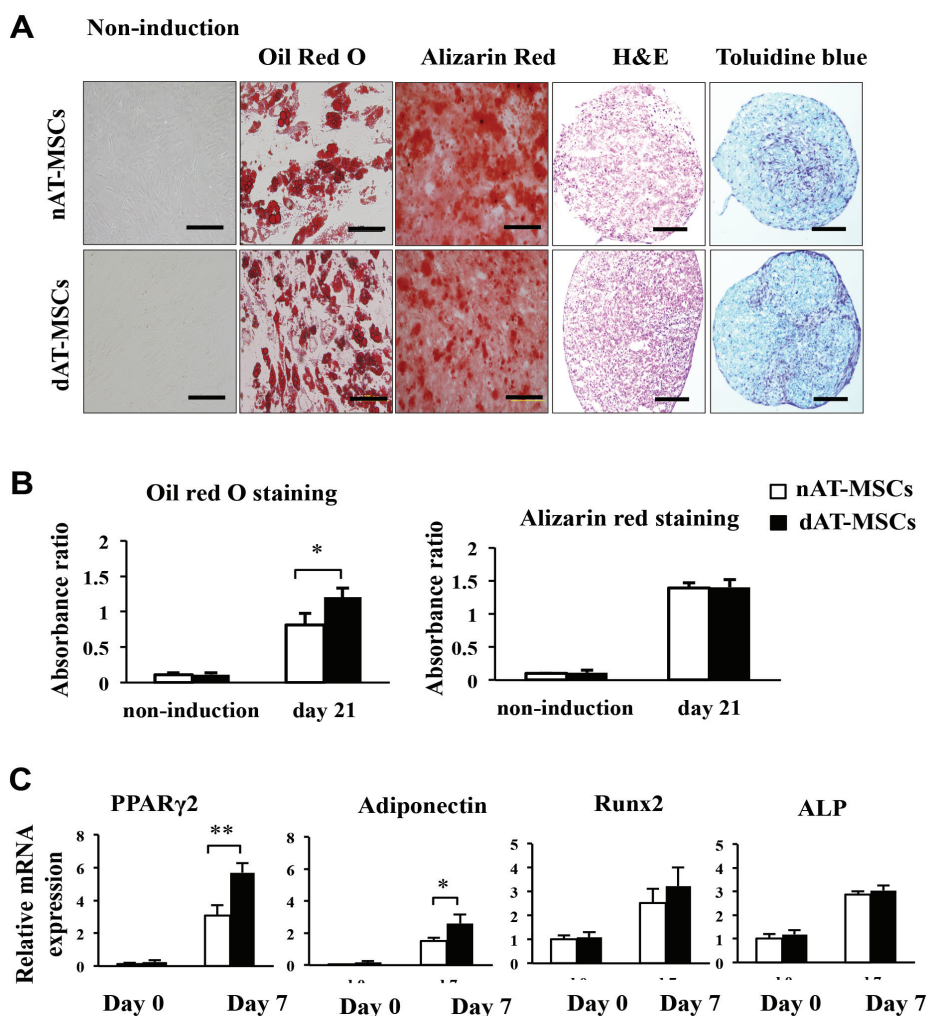 A
Non-induction
Oil Red O Alizarin Red H&E Toluidine blue
nAT-MSCs
dAT-MSCs
B
Oil red O staining
Absorbance ratio
2
1.5
1
0.5
0
*
non-induction day 21
Alizarin red staining
Absorbance ratio
2
1.5
1
0.5
0
non-induction day 21
nAT-MSCs
dAT-MSCs
C
Relative mRNA
expression
PPARγ2
8
6
4
2
0
**
Day 0 Day 7
Adiponectin
8
6
4
2
0
*
Day 0 Day 7
Runx2
5
4
3
2
1
0
Day 0 Day 7
ALP
5
4
3
2
1
0
Day 0 Day 7